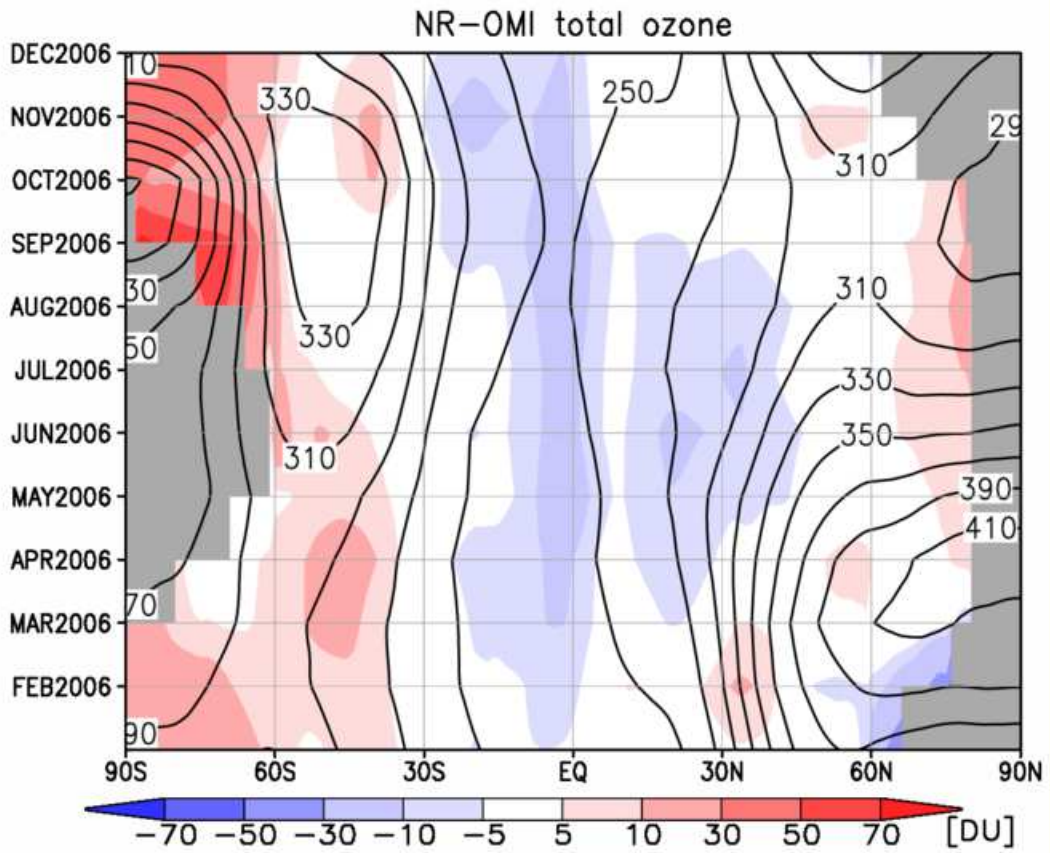 NR-OMI total ozone
DEC2006
NOV2006
OCT2006
SEP2006
AUG2006
JUL2006
JUN2006
MAY2006
APR2006
MAR2006
FEB2006
10
330
250
310
29
30
50
330
310
310
330
350
390
410
70
90
90S
60S
30S
EQ
30N
60N
90N
-70 -50 -30 -10 -5 5 10 30 50 70 [DU]